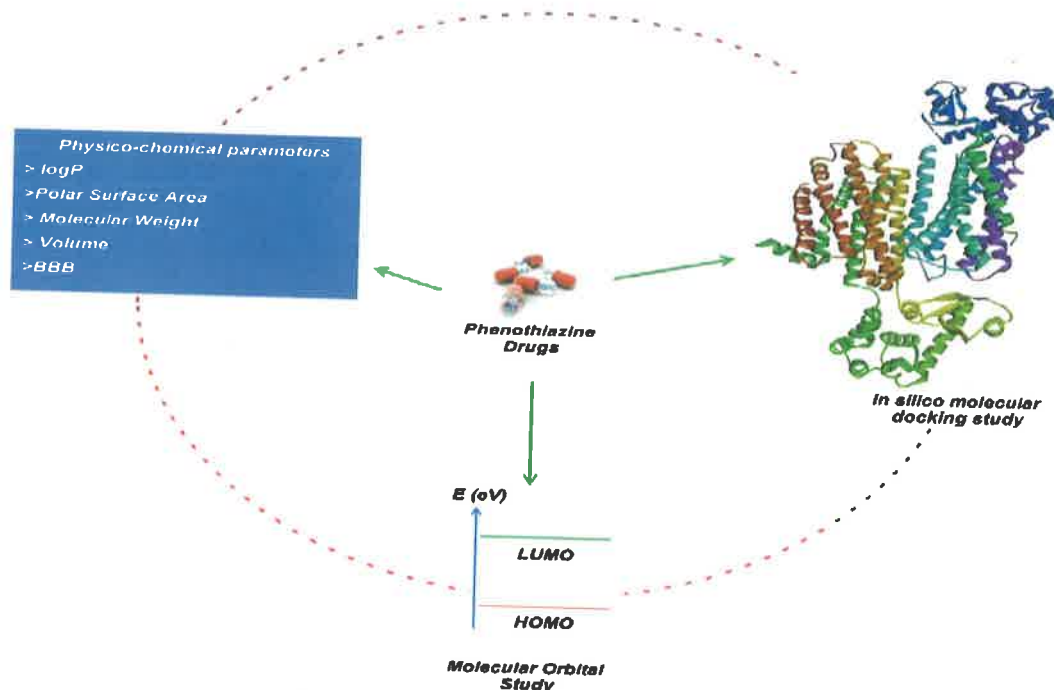 Physico-chemical paramotors
> logP
>Polar Surface Area
> Molecular Weight
> Volume
>BBB
Phenothiazine
Drugs
In silico molecular
docking study
E (oV)
LUMO
HOMO
Molecular Orbital
Study